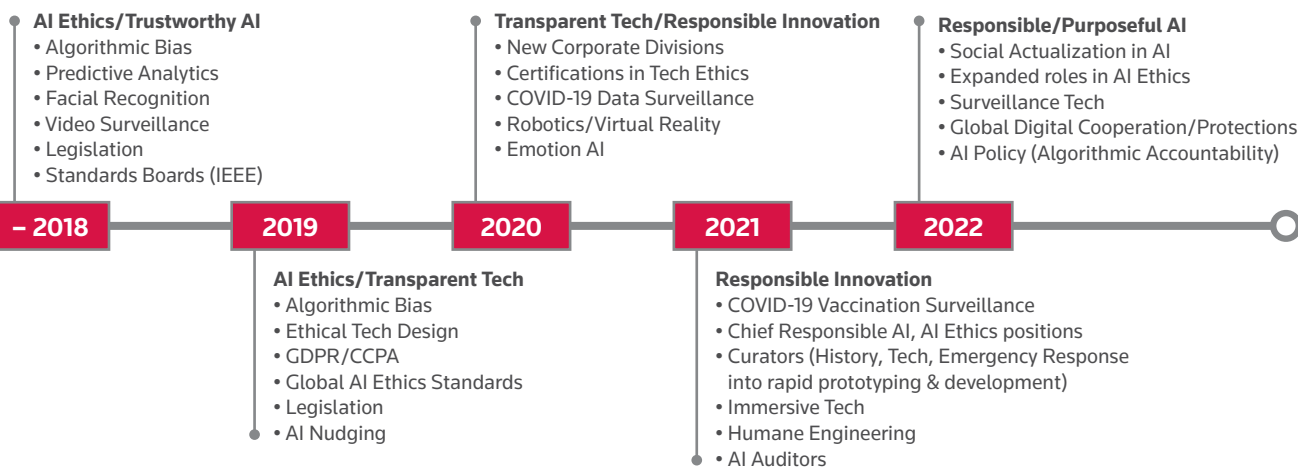 AI Ethics/Trustworthy AI
• Algorithmic Bias
• Predictive Analytics
• Facial Recognition
• Video Surveillance
• Legislation
• Standards Boards (IEEE)
Transparent Tech/Responsible Innovation
• New Corporate Divisions
• Certifications in Tech Ethics
• COVID-19 Data Surveillance
• Robotics/Virtual Reality
• Emotion AI
Responsible/Purposeful AI
• Social Actualization in AI
• Expanded roles in AI Ethics
• Surveillance Tech
• Global Digital Cooperation/Protections
• AI Policy (Algorithmic Accountability)
– 2018
2019
2020
2021
2022
AI Ethics/Transparent Tech
• Algorithmic Bias
• Ethical Tech Design
• GDPR/CCPA
• Global AI Ethics Standards
• Legislation
• AI Nudging
Responsible Innovation
• COVID-19 Vaccination Surveillance
• Chief Responsible AI, AI Ethics positions
• Curators (History, Tech, Emergency Response
into rapid prototyping & development)
• Immersive Tech
• Humane Engineering
• AI Auditors